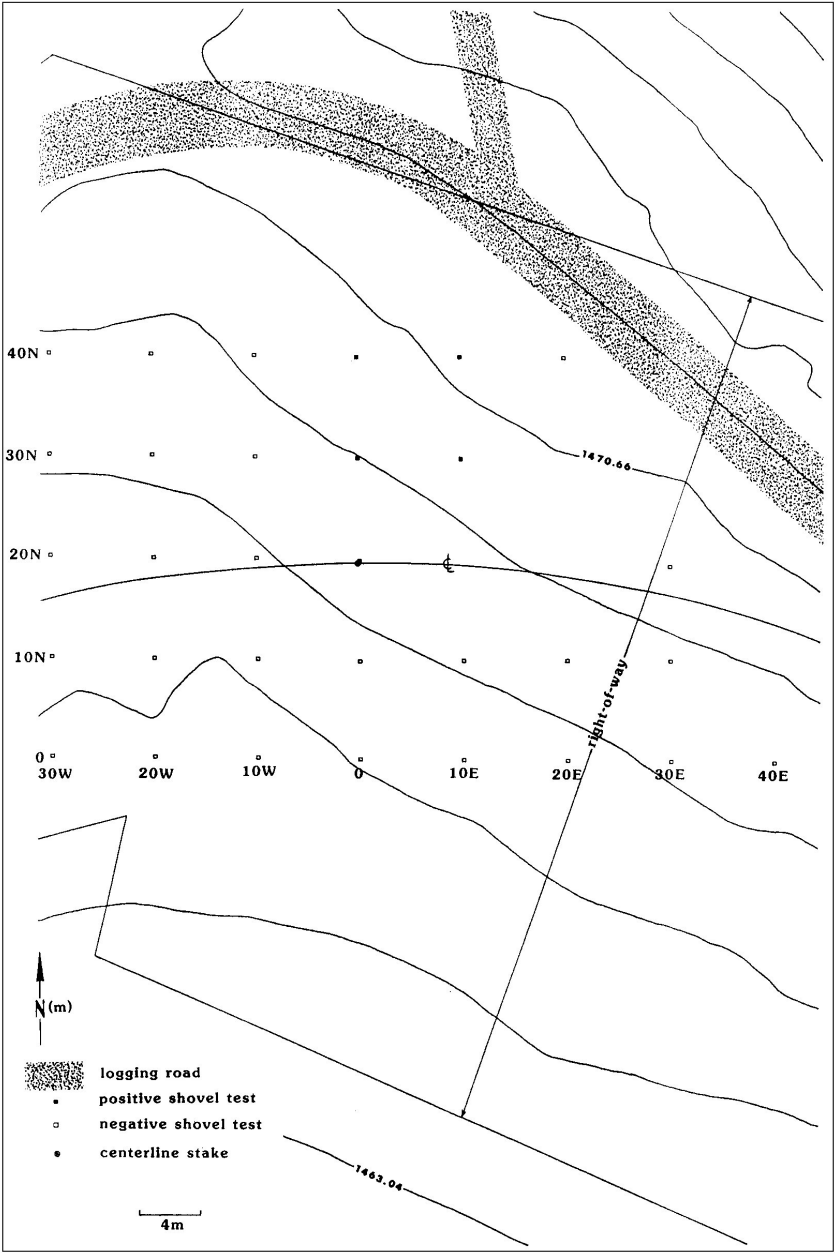 40N
1470.66
30N
20N
℄
10N
right-of-way
0
30W 20W 10W 0 10E 20E 30E 40E
N (m)
logging road
positive shovel test
negative shovel test
centerline stake
1463.04
4m